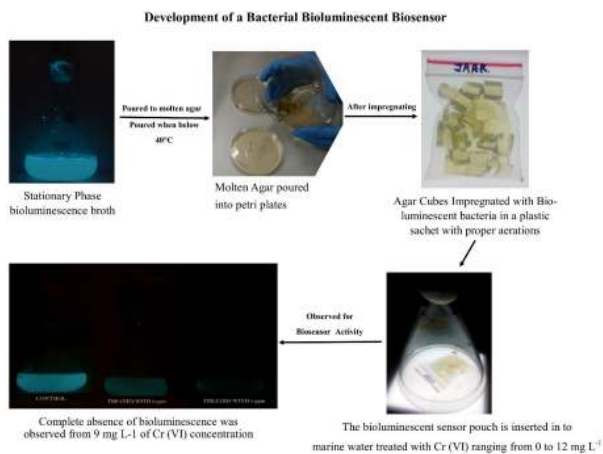 Development of a Bacterial Bioluminescent Biosensor
Poured to molten agar
Poured when below
40°C
After impregnating
JAAK
Stationary Phase
bioluminescence broth
Molten Agar poured
into petri plates
Agar Cubes Impregnated with Bio-
luminescent bacteria in a plastic
sachet with proper aerations
Observed for
Biosensor Activity
CONTROL
Complete absence of bioluminescence was
observed from 9 mg L-1 of Cr (VI) concentration
The bioluminescent sensor pouch is inserted in to
marine water treated with Cr (VI) ranging from 0 to 12 mg L⁻¹